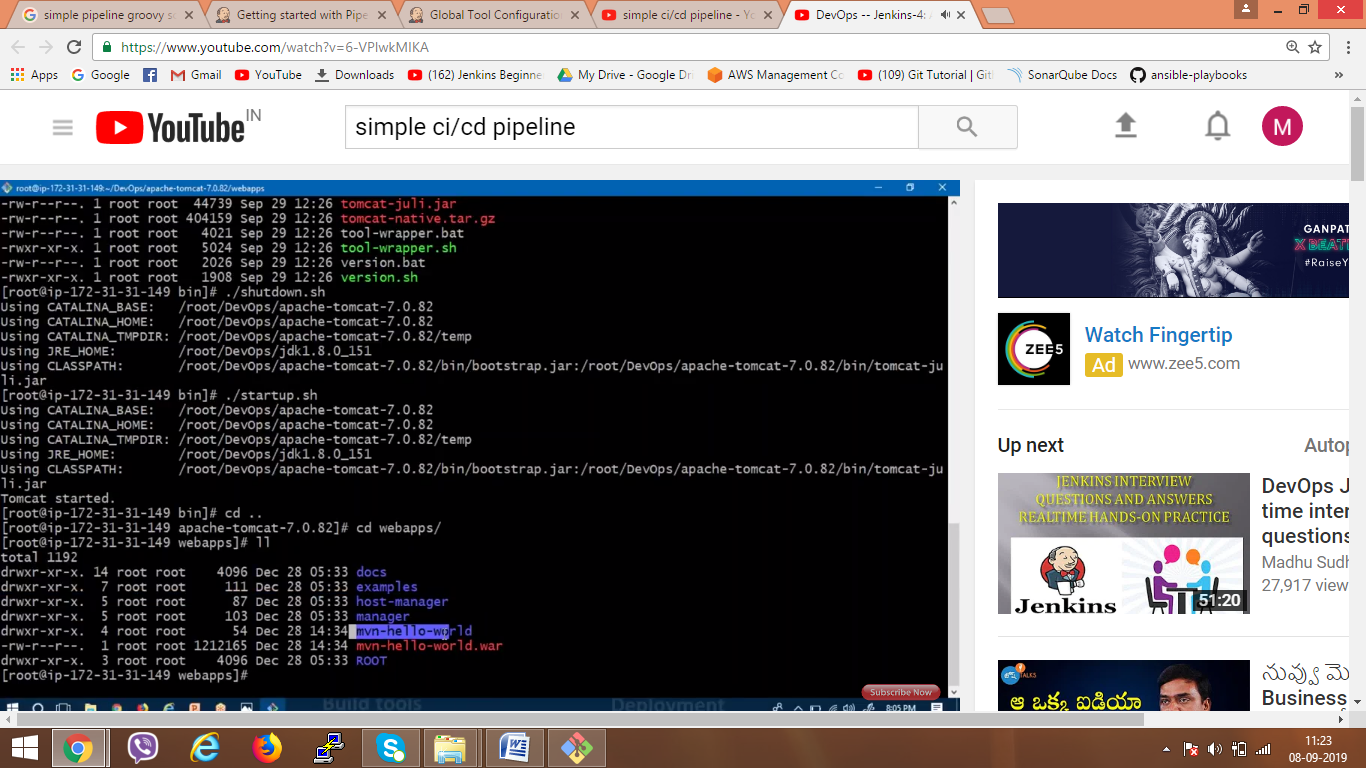 simple pipeline groovy s
Getting started with Pipe
Global Tool Configuratio
simple ci/cd pipeline - Yo
DevOps -- Jenkins-4: A
https://www.youtube.com/watch?v=6-VPlwkMIKA
Apps Google Gmail YouTube Downloads (162) Jenkins Beginne My Drive - Google Dri AWS Management Co (109) Git Tutorial | Git SonarQube Docs ansible-playbooks »
YouTube IN
simple ci/cd pipeline
M
root@ip-172-31-31-149:~/DevOps/apache-tomcat-7.0.82/webapps
-rw-r--r--. 1 root root 44739 Sep 29 12:26 tomcat-juli.jar
-rw-r--r--. 1 root root 404159 Sep 29 12:26 tomcat-native.tar.gz
-rw-r--r--. 1 root root 4021 Sep 29 12:26 tool-wrapper.bat
-rwxr-xr-x. 1 root root 5024 Sep 29 12:26 tool-wrapper.sh
-rw-r--r--. 1 root root 2026 Sep 29 12:26 version.bat
-rwxr-xr-x. 1 root root 1908 Sep 29 12:26 version.sh
[root@ip-172-31-31-149 bin]# ./shutdown.sh
Using CATALINA_BASE: /root/DevOps/apache-tomcat-7.0.82
Using CATALINA_HOME: /root/DevOps/apache-tomcat-7.0.82
Using CATALINA_TMPDIR: /root/DevOps/apache-tomcat-7.0.82/temp
Using JRE_HOME: /root/DevOps/jdk1.8.0_151
Using CLASSPATH: /root/DevOps/apache-tomcat-7.0.82/bin/bootstrap.jar:/root/DevOps/apache-tomcat-7.0.82/bin/tomcat-ju
li.jar
[root@ip-172-31-31-149 bin]# ./startup.sh
Using CATALINA_BASE: /root/DevOps/apache-tomcat-7.0.82
Using CATALINA_HOME: /root/DevOps/apache-tomcat-7.0.82
Using CATALINA_TMPDIR: /root/DevOps/apache-tomcat-7.0.82/temp
Using JRE_HOME: /root/DevOps/jdk1.8.0_151
Using CLASSPATH: /root/DevOps/apache-tomcat-7.0.82/bin/bootstrap.jar:/root/DevOps/apache-tomcat-7.0.82/bin/tomcat-ju
li.jar
Tomcat started.
[root@ip-172-31-31-149 bin]# cd ..
[root@ip-172-31-31-149 apache-tomcat-7.0.82]# cd webapps/
[root@ip-172-31-31-149 webapps]# ll
total 1192
drwxr-xr-x. 14 root root 4096 Dec 28 05:33 docs
drwxr-xr-x. 7 root root 111 Dec 28 05:33 examples
drwxr-xr-x. 5 root root 87 Dec 28 05:33 host-manager
drwxr-xr-x. 5 root root 103 Dec 28 05:33 manager
drwxr-xr-x. 4 root root 54 Dec 28 14:34 mvn-hello-world
-rw-r--r--. 1 root root 1212165 Dec 28 14:34 mvn-hello-world.war
drwxr-xr-x. 3 root root 4096 Dec 28 05:33 ROOT
[root@ip-172-31-31-149 webapps]#
Subscribe Now
Build tools Deployment
8:05 PM
GANPAT
X BEATB
#RaiseY
ZEE5
Watch Fingertip
Ad www.zee5.com
Up next Autop
JENKINS INTERVIEW
QUESTIONS AND ANSWERS
REALTIME HANDS-ON PRACTICE
Jenkins
51:20
DevOps J
time inter
questions
Madhu Sudh
27,917 view
TALKS
ఆ ఒక్క ఐడియా
నువ్వు మొ
Business
11:23
08-09-2019